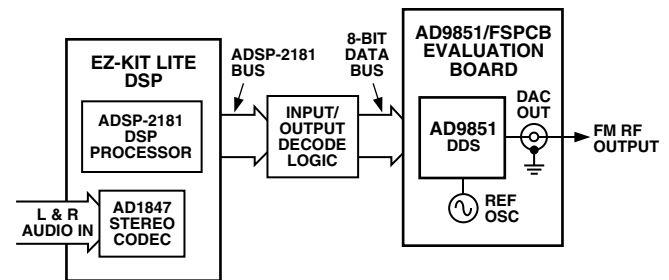 EZ-KIT LITE
DSP
ADSP-2181
DSP
PROCESSOR
L & R
AUDIO IN
AD1847
STEREO
CODEC
ADSP-2181
BUS
INPUT/
OUTPUT
DECODE
LOGIC
8-BIT
DATA
BUS
AD9851/FSPCB
EVALUATION
BOARD
AD9851
DDS
DAC
OUT
REF
OSC
FM RF
OUTPUT